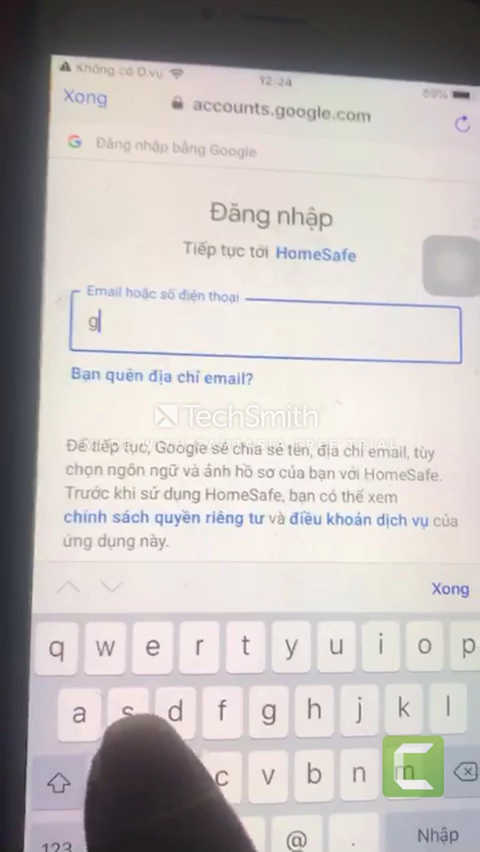 Không có D.vụ
12:24
69%
Xong
accounts.google.com
Đăng nhập bằng Google
Đăng nhập
Tiếp tục tới HomeSafe
Email hoặc số điện thoại
g
Bạn quên địa chỉ email?
TechSmith
Để tiếp tục, Google sẽ chia sẻ tên, địa chỉ email, tùy
chọn ngôn ngữ và ảnh hồ sơ của bạn với HomeSafe.
Trước khi sử dụng HomeSafe, bạn có thể xem
chính sách quyền riêng tư và điều khoản dịch vụ của
ứng dụng này.
Xong
q w e r t y u i o p
a s d f g h j k l
c v b n m
123 @ . Nhập